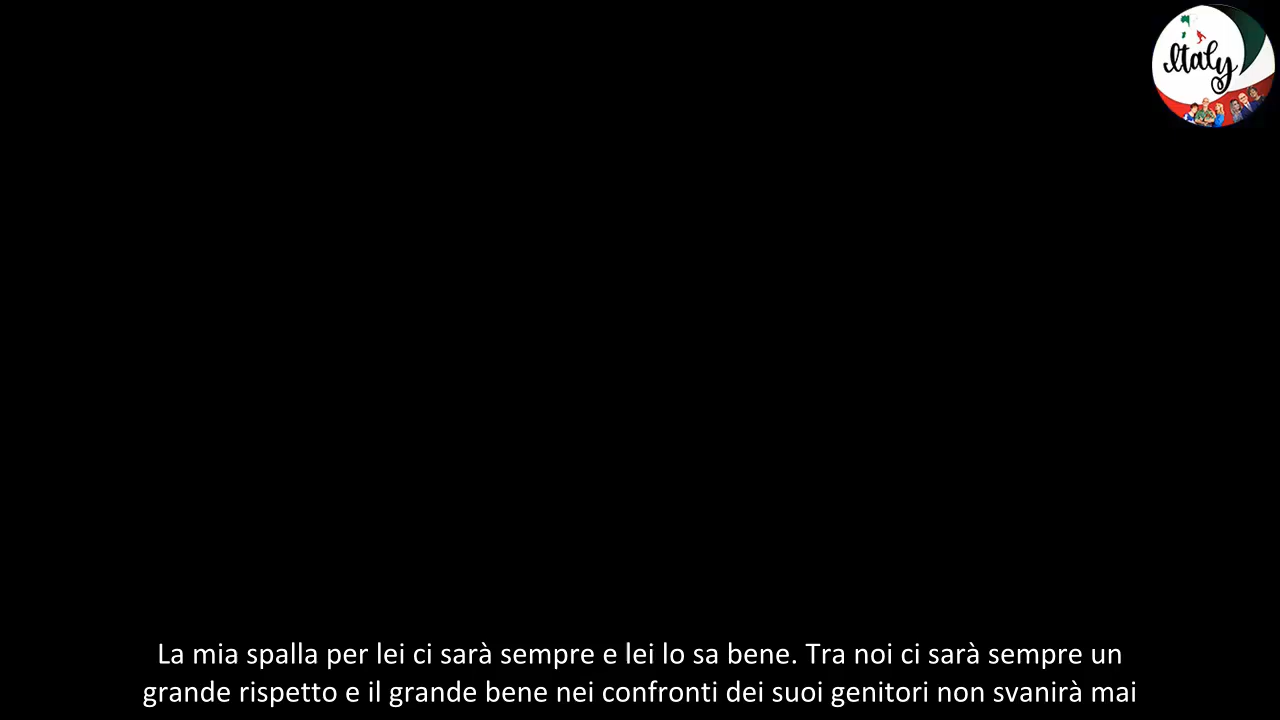 Italy
La mia spalla per lei ci sarà sempre e lei lo sa bene. Tra noi ci sarà sempre un
grande rispetto e il grande bene nei confronti dei suoi genitori non svanirà mai